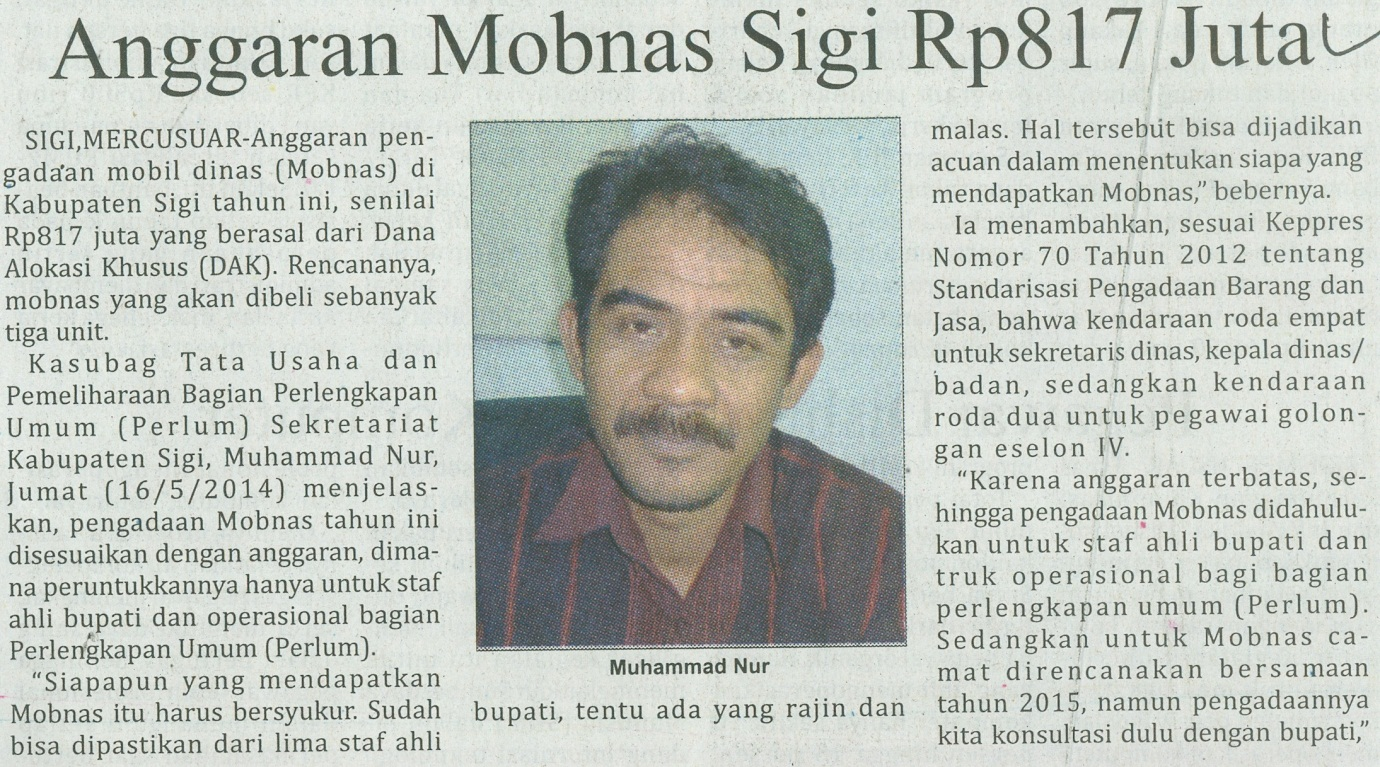 Anggaran Mobnas Sigi Rp817 Juta
SIGI,MERCUSUAR-Anggaran pen-
gadaan mobil dinas (Mobnas) di
Kabupaten Sigi tahun ini, senilai
Rp817 juta yang berasal dari Dana
Alokasi Khusus (DAK). Rencananya,
mobnas yang akan dibeli sebanyak
tiga unit.
Kasubag Tata Usaha dan
Pemeliharaan Bagian Perlengkapan
Umum (Perlum) Sekretariat
Kabupaten Sigi, Muhammad Nur,
Jumat (16/5/2014) menjelas-
kan, pengadaan Mobnas tahun ini
disesuaikan dengan anggaran, dima-
na peruntukkannya hanya untuk staf
ahli bupati dan operasional bagian
Perlengkapan Umum (Perlum).
“Siapapun yang mendapatkan
Mobnas itu harus bersyukur. Sudah
bisa dipastikan dari lima staf ahli
Muhammad Nur
bupati, tentu ada yang rajin dan
malas. Hal tersebut bisa dijadikan
acuan dalam menentukan siapa yang
mendapatkan Mobnas,” bebernya.
Ia menambahkan, sesuai Keppres
Nomor 70 Tahun 2012 tentang
Standarisasi Pengadaan Barang dan
Jasa, bahwa kendaraan roda empat
untuk sekretaris dinas, kepala dinas/
badan, sedangkan kendaraan
roda dua untuk pegawai golon-
gan eselon IV.
“Karena anggaran terbatas, se-
hingga pengadaan Mobnas didahulu-
kan untuk staf ahli bupati dan
truk operasional bagi bagian
perlengkapan umum (Perlum).
Sedangkan untuk Mobnas ca-
mat direncanakan bersamaan
tahun 2015, namun pengadaannya
kita konsultasi dulu dengan bupati,”